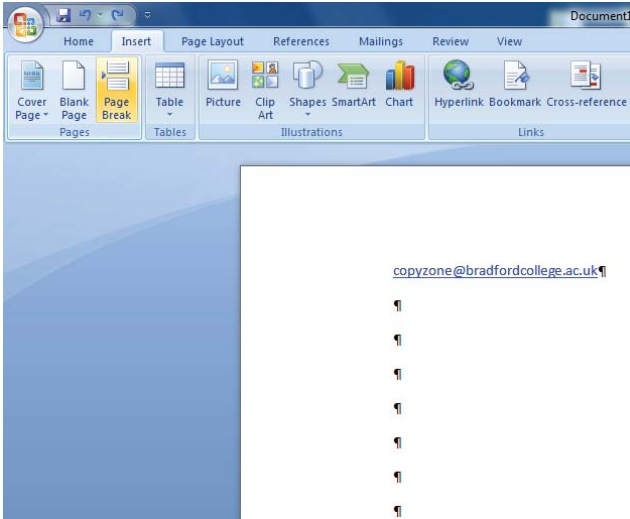 Document1
Home Insert Page Layout References Mailings Review View
Cover Page Blank Page Page Break Table Picture Clip Art Shapes SmartArt Chart Hyperlink Bookmark Cross-reference
Pages Tables Illustrations Links
copyzone@bradfordcollege.ac.uk¶
¶
¶
¶
¶
¶
¶
¶